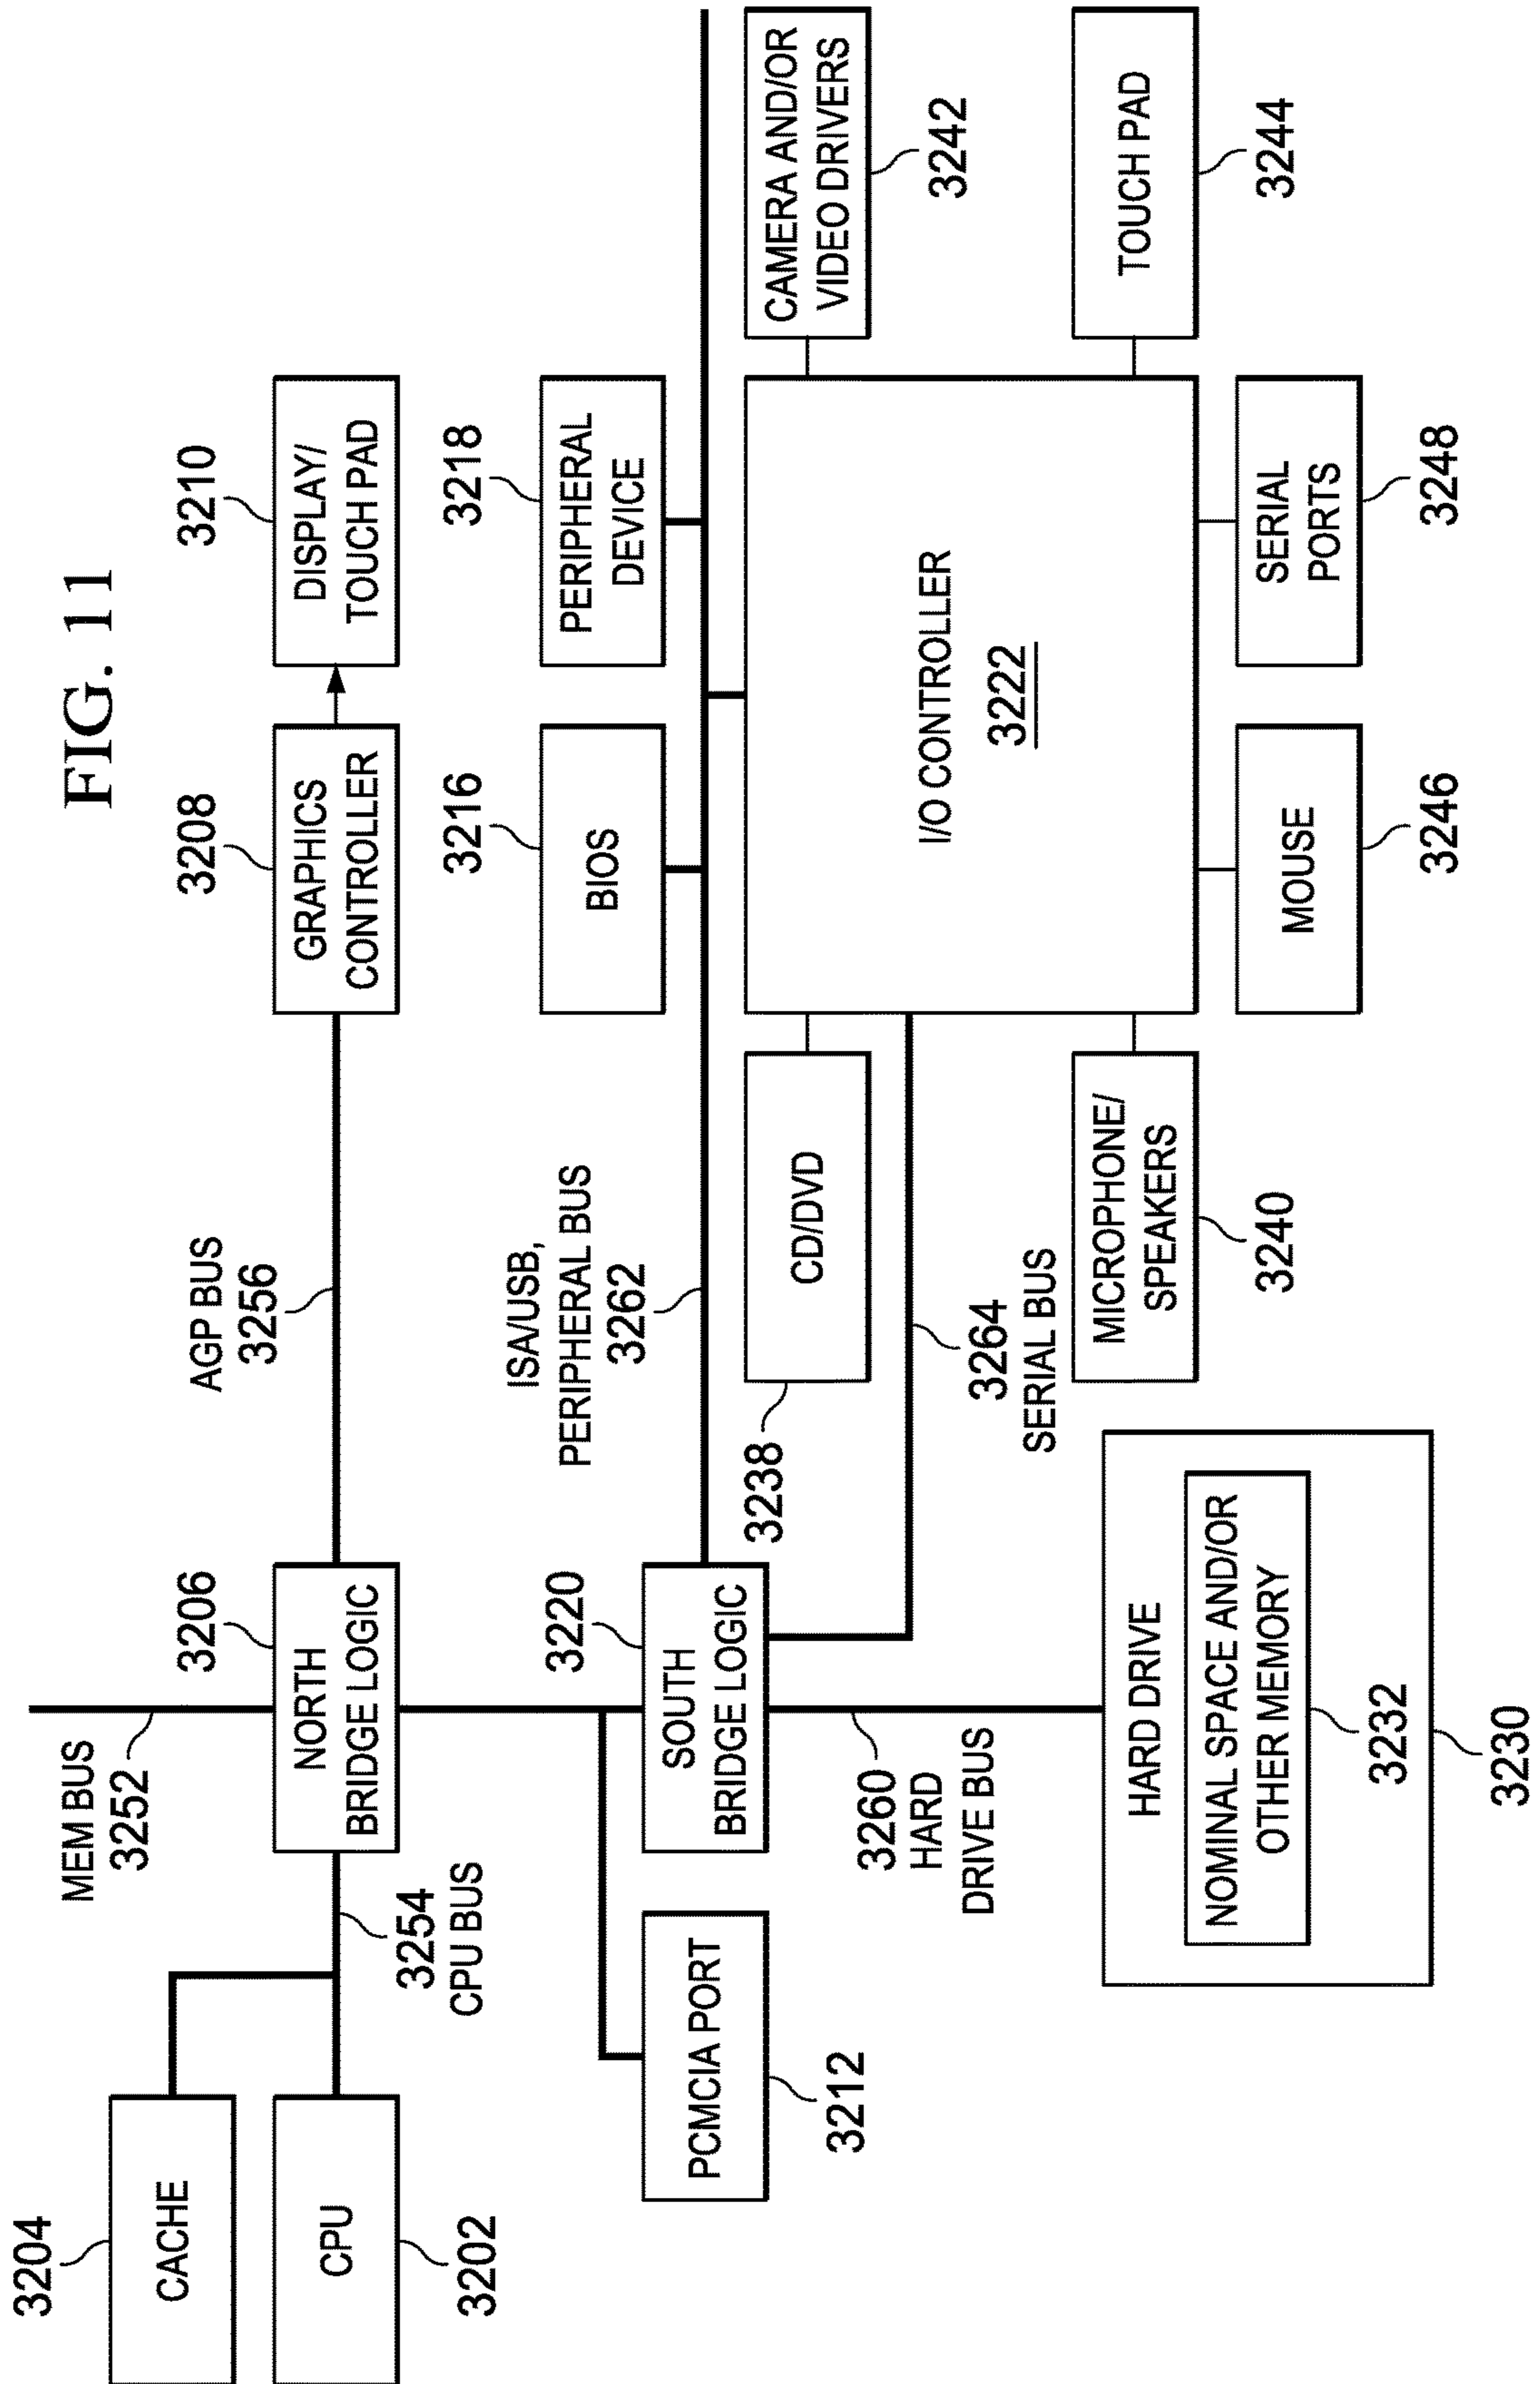 FIG. 11
3204
CACHE
CPU
3202
MEM BUS
3252
3254
CPU BUS
3206
NORTH
BRIDGE LOGIC
AGP BUS
3256
3208
GRAPHICS
CONTROLLER
3210
DISPLAY/
TOUCH PAD
PCMCIA PORT
3212
3220
SOUTH
BRIDGE LOGIC
ISA/USB,
PERIPHERAL BUS
3262
3216
BIOS
3218
PERIPHERAL
DEVICE
3260
HARD
DRIVE BUS
3238
CD/DVD
3264
SERIAL BUS
I/O CONTROLLER
3222
CAMERA AND/OR
VIDEO DRIVERS
3242
HARD DRIVE
NOMINAL SPACE AND/OR
OTHER MEMORY
3232
3230
MICROPHONE/
SPEAKERS
3240
TOUCH PAD
3244
MOUSE
3246
SERIAL
PORTS
3248